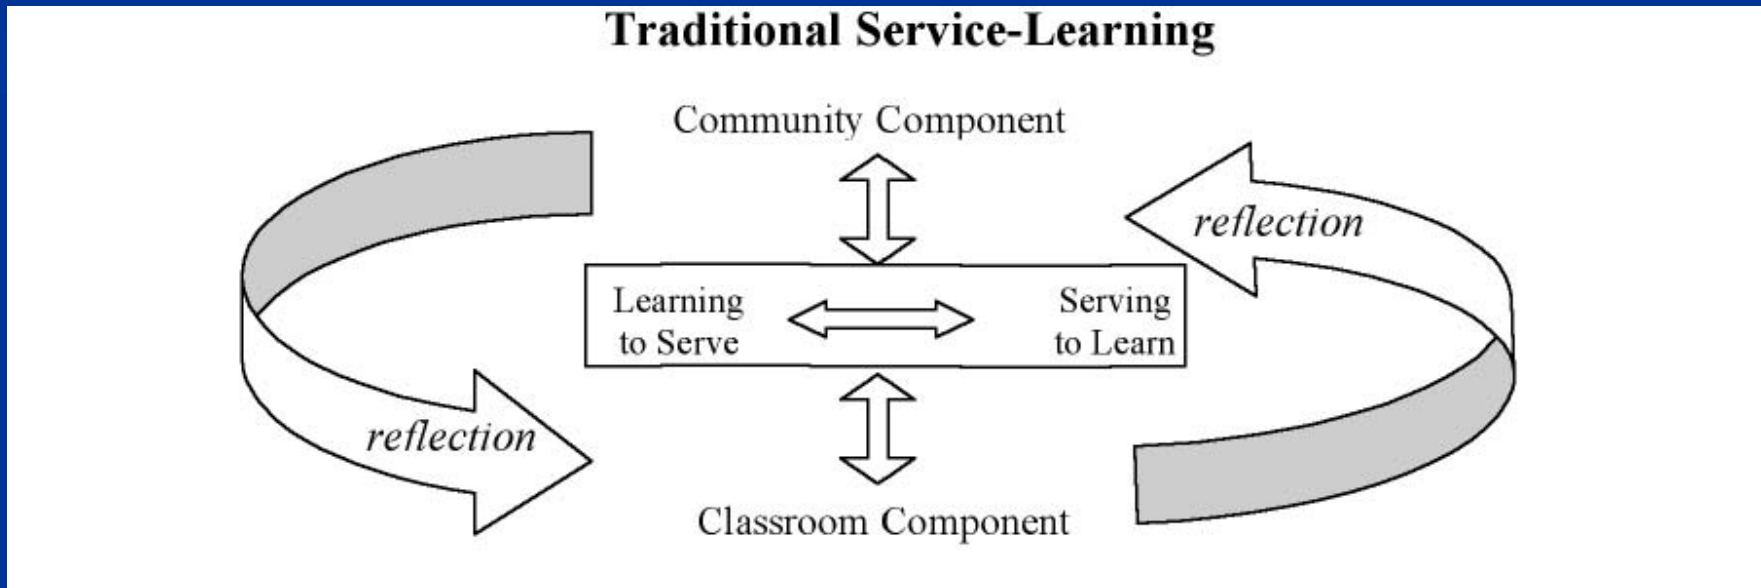 Traditional Service-Learning
Community Component
reflection
Learning
to Serve
Serving
to Learn
reflection
Classroom Component